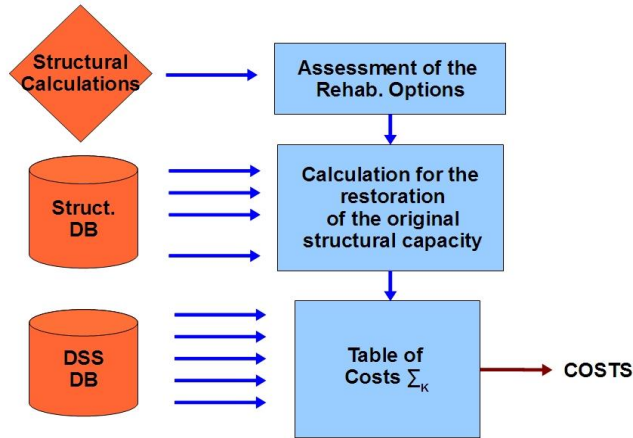 Structural
Calculations
Assessment of the
Rehab. Options
Struct.
DB
Calculation for the
restoration
of the original
structural capacity
DSS
DB
Table of
Costs ∑K
COSTS